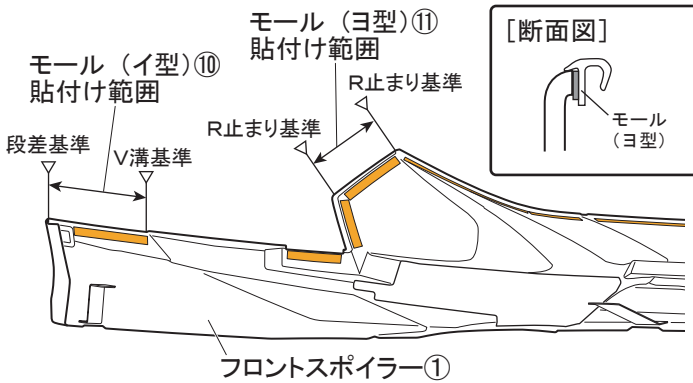 モール（ヨ型）⑪
貼付け範囲
[断面図]
モール
（ヨ型）
モール（イ型）⑩
貼付け範囲
R止まり基準
R止まり基準
段差基準
V溝基準
フロントスポイラー①